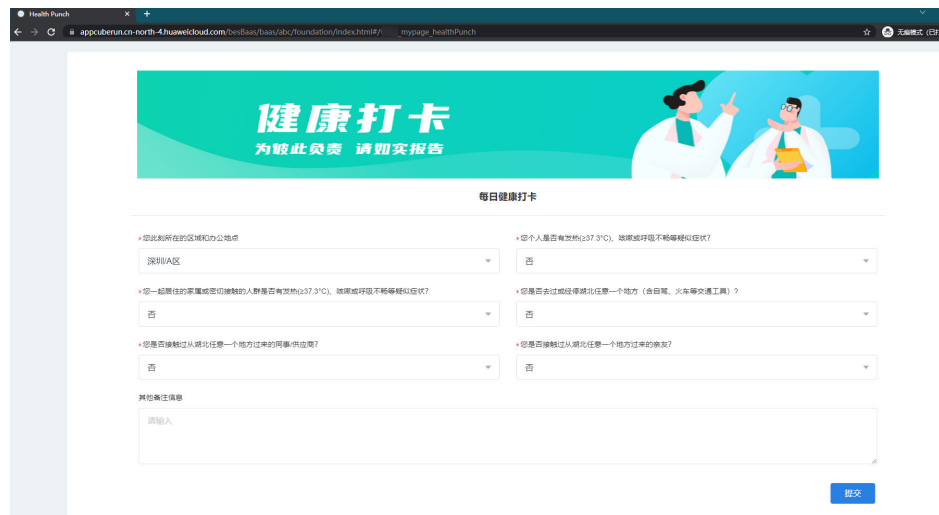 Health Punch
appcuberun.cn-north-4.huaweicloud.com/besBaas/baas/abc/foundation/index.html#/ _mypage_healthPunch
无痕模式 (已打
健康打卡
为彼此负责 请如实报告
每日健康打卡
*您此刻所在的区域和办公地点
*您个人是否有发热(≥37.3°C)、咳嗽或呼吸不畅等疑似症状?
深圳/A区
否
*您一起居住的家属或密切接触的人群是否有发热(≥37.3°C)、咳嗽或呼吸不畅等疑似症状?
*您是否去过或经停湖北任意一个地方（含自驾、火车等交通工具）?
否
否
*您是否接触过从湖北任意一个地方过来的同事/供应商?
*您是否接触过从湖北任意一个地方过来的亲友?
否
否
其他备注信息
请输入
提交